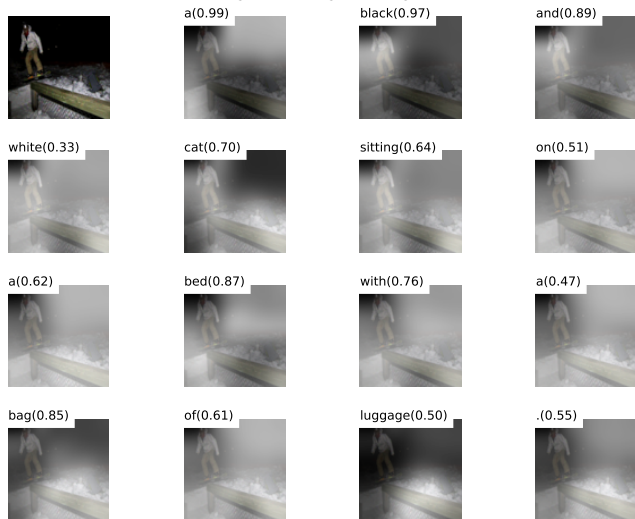 a(0.99) black(0.97) and(0.89)
white(0.33) cat(0.70) sitting(0.64) on(0.51)
a(0.62) bed(0.87) with(0.76) a(0.47)
bag(0.85) of(0.61) luggage(0.50) .(0.55)